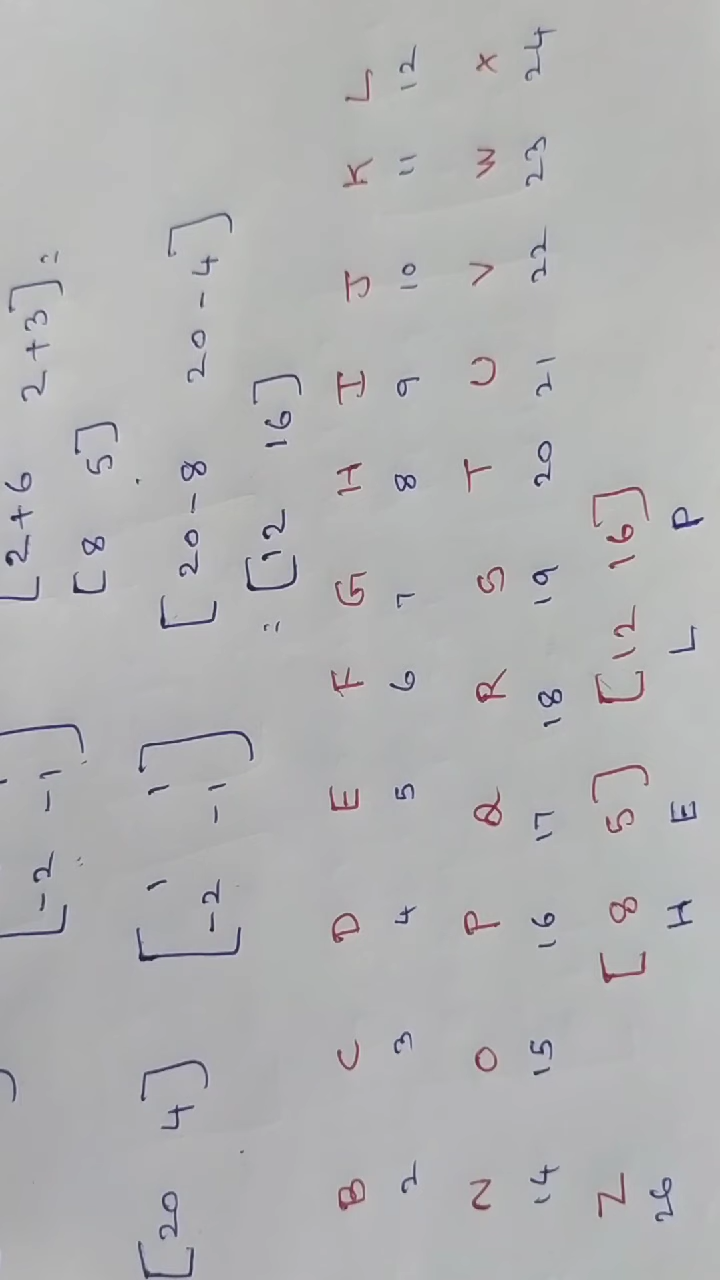 [2+6 2+3] =
[-2 -1]
[8 5]
[20 4] [1 1 [20-8 20-4]
-2 -1]
= [12 16]
B C D E F G H I J K L
2 3 4 5 6 7 8 9 10 11 12
N O P Q R S T U V W X
14 15 16 17 18 19 20 21 22 23 24
Z [8 5] [12 16]
26 H E L P